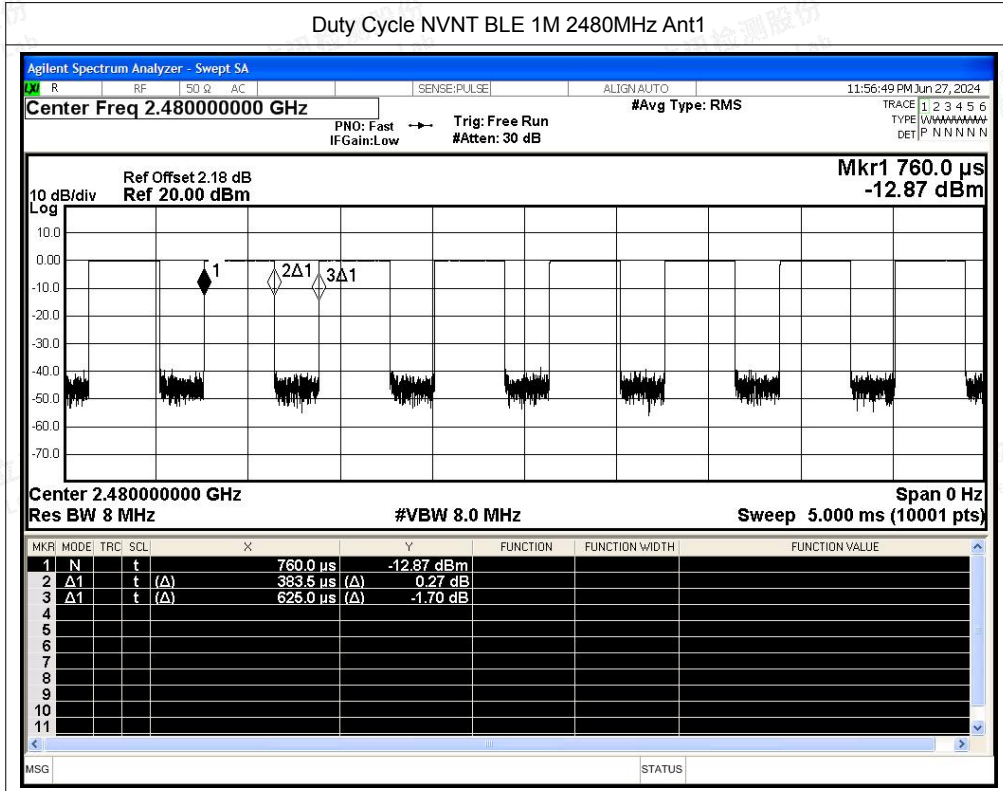 Duty Cycle NVNT BLE 1M 2480MHz Ant1
Agilent Spectrum Analyzer - Swept SA
LXI R RF 50 Ω AC SENSE:PULSE ALIGN AUTO 11:56:49 PM Jun 27, 2024
Center Freq 2.480000000 GHz #Avg Type: RMS TRACE 1 2 3 4 5 6
PNO: Fast Trig: Free Run TYPE WWWWWW
IFGain:Low #Atten: 30 dB DET P N N N N N
Mkr1 760.0 µs
Ref Offset 2.18 dB
10 dB/div Ref 20.00 dBm -12.87 dBm
Log
10.0
0.00
1 2Δ1 3Δ1
-10.0
-20.0
-30.0
-40.0
-50.0
-60.0
-70.0
Center 2.480000000 GHz Span 0 Hz
Res BW 8 MHz #VBW 8.0 MHz Sweep 5.000 ms (10001 pts)
MKR MODE TRC SCL X Y FUNCTION FUNCTION WIDTH FUNCTION VALUE
1 N t 760.0 µs -12.87 dBm
2 Δ1 t (Δ) 383.5 µs (Δ) 0.27 dB
3 Δ1 t (Δ) 625.0 µs (Δ) -1.70 dB
4
5
6
7
8
9
10
11
MSG STATUS